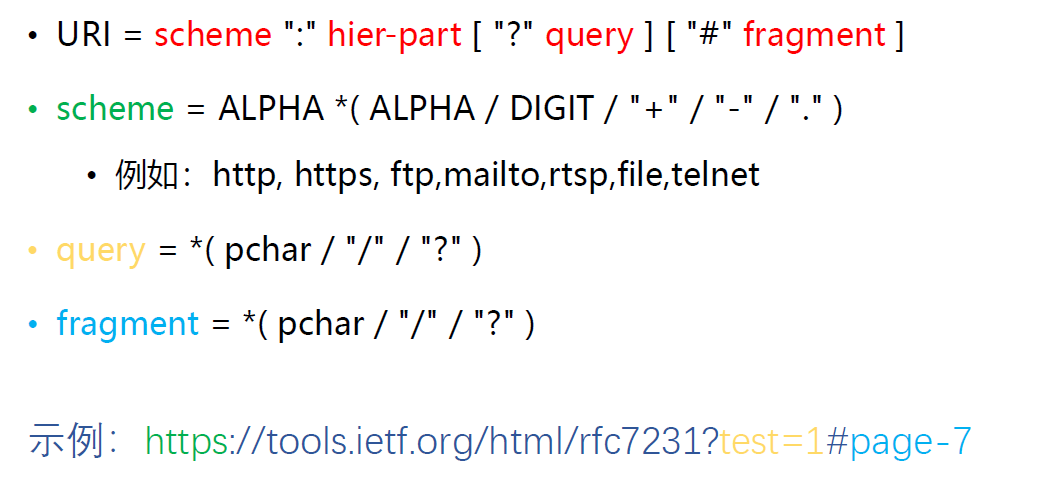 • URI = scheme ":" hier-part [ "?" query ] [ "#" fragment ]
• scheme = ALPHA *( ALPHA / DIGIT / "+" / "-" / "." )
• 例如：http, https, ftp,mailto,rtsp,file,telnet
• query = *( pchar / "/" / "?" )
• fragment = *( pchar / "/" / "?" )
示例：https://tools.ietf.org/html/rfc7231?test=1#page-7